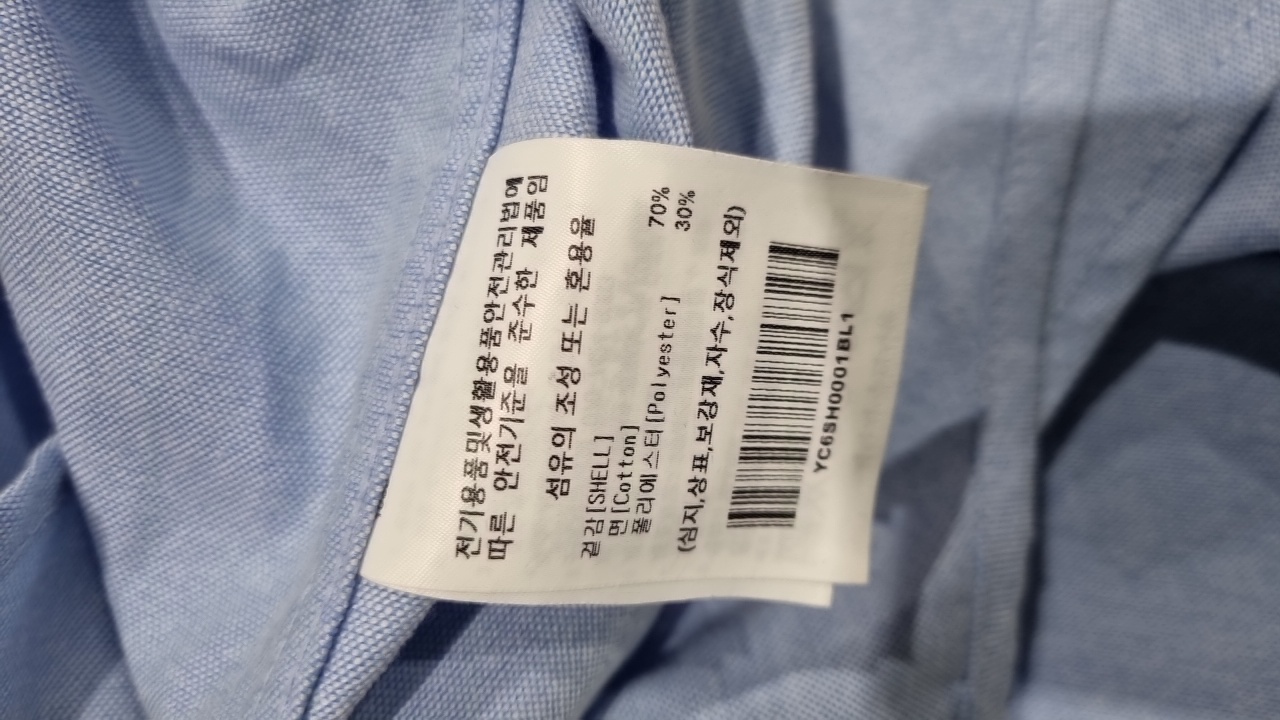 전기용품및생활용품안전관리법에
따른 안전기준을 준수한 제품임
섬유의 조성 또는 혼용율
겉감[SHELL]
면[Cotton] 70%
폴리에스터[Polyester] 30%
(심지,상표,보강재,자수,장식제외)
YC6SH0001BL1